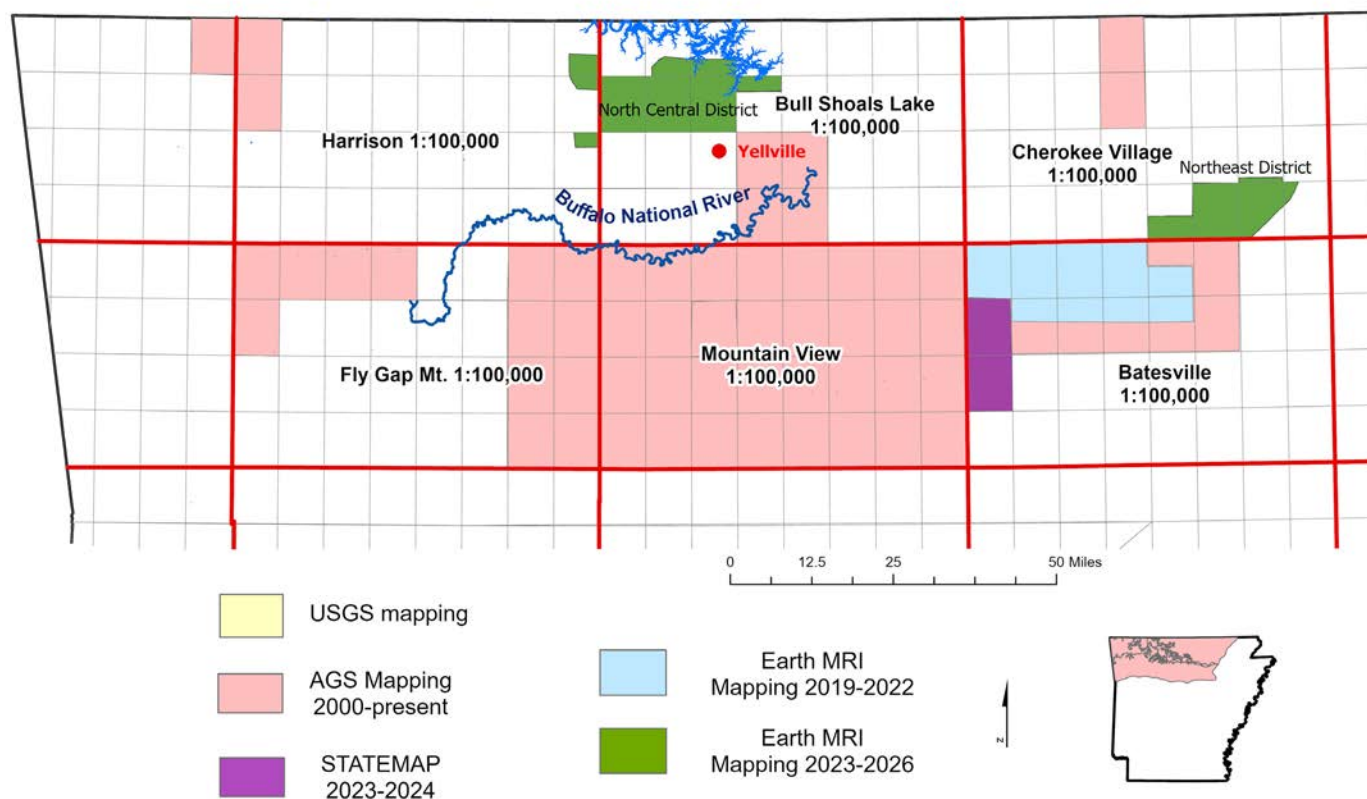 North Central District
Bull Shoals Lake
1:100,000
Harrison 1:100,000
Yellville
Cherokee Village
1:100,000
Northeast District
Buffalo National River
Mountain View
1:100,000
Fly Gap Mt. 1:100,000
Batesville
1:100,000
0 12.5 25 50 Miles
USGS mapping
AGS Mapping
2000-present
STATEMAP
2023-2024
Earth MRI
Mapping 2019-2022
Earth MRI
Mapping 2023-2026
N